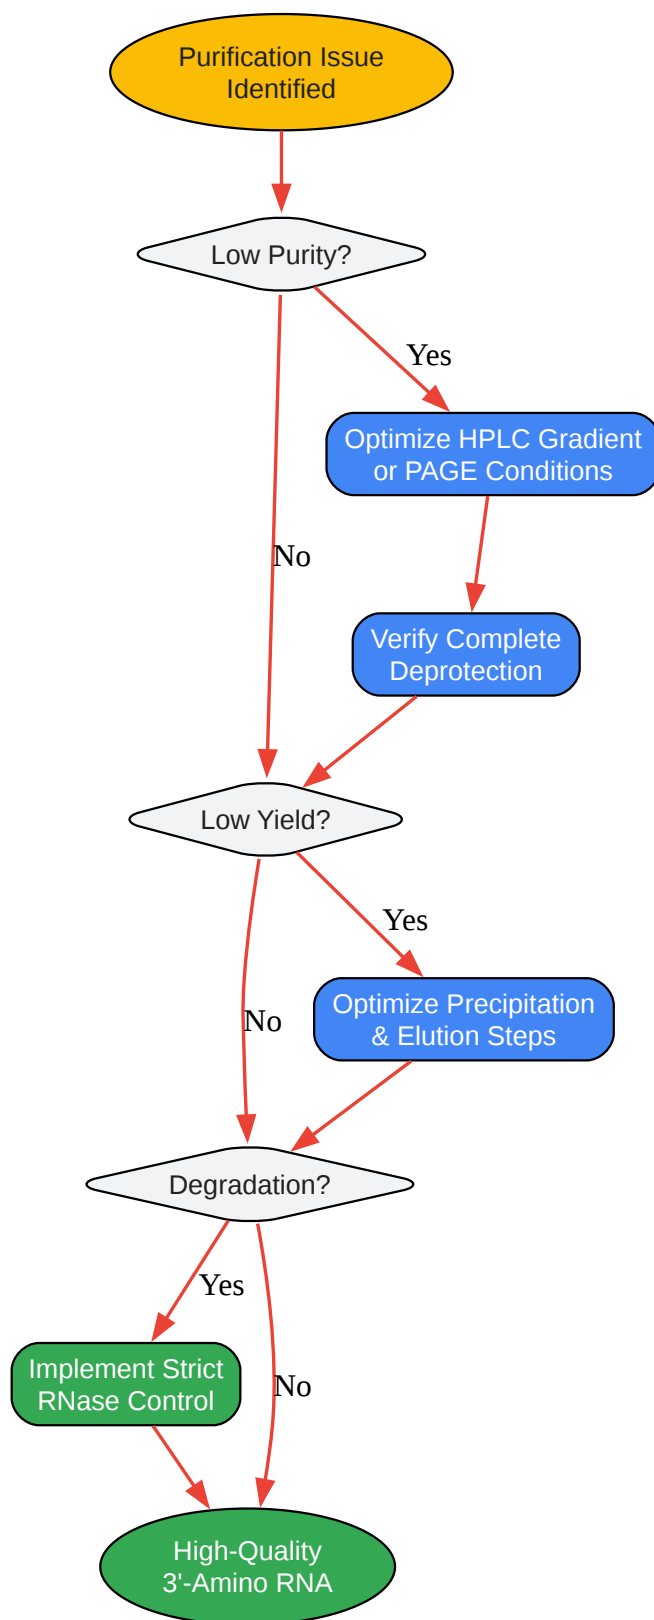 Purification Issue
Identified
Low Purity?
Yes
Optimize HPLC Gradient
or PAGE Conditions
No
Verify Complete
Deprotection
Low Yield?
Yes
Optimize Precipitation
& Elution Steps
No
Degradation?
Yes
Implement Strict
RNase Control
No
High-Quality
3'-Amino RNA